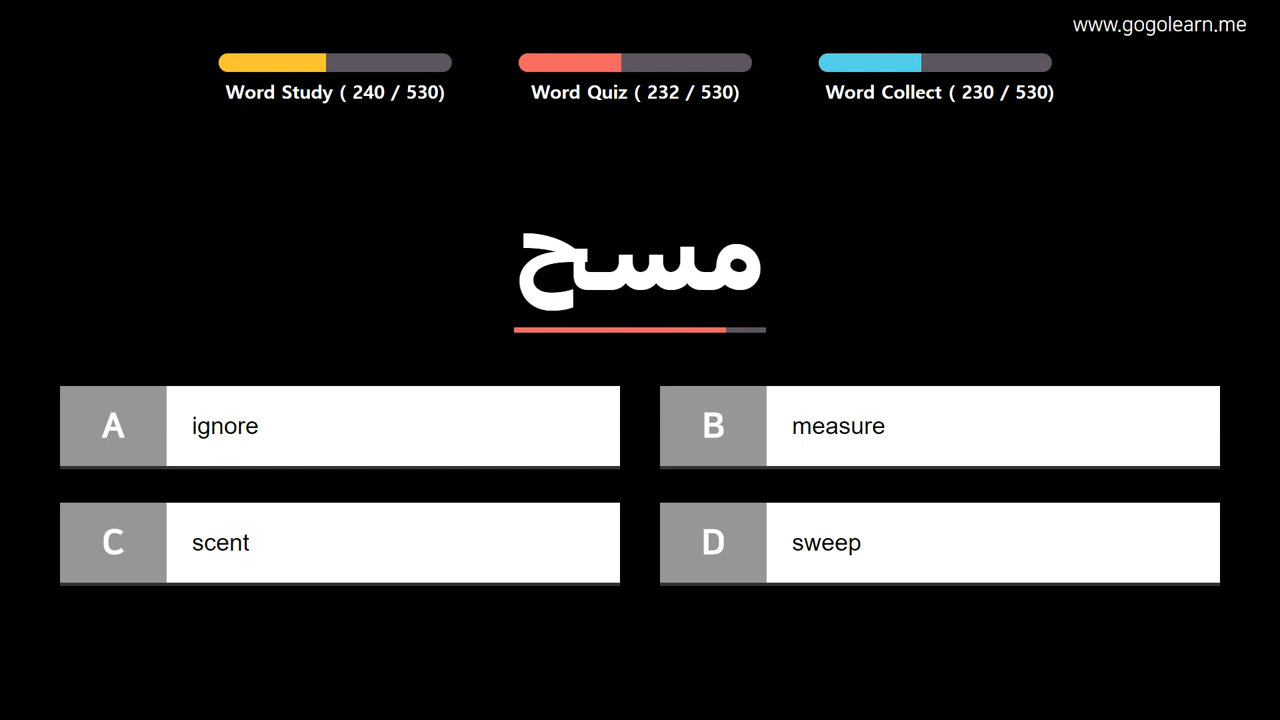 www.gogolearn.me
Word Study ( 240 / 530)
Word Quiz ( 232 / 530)
Word Collect ( 230 / 530)
مسح
A
ignore
B
measure
C
scent
D
sweep